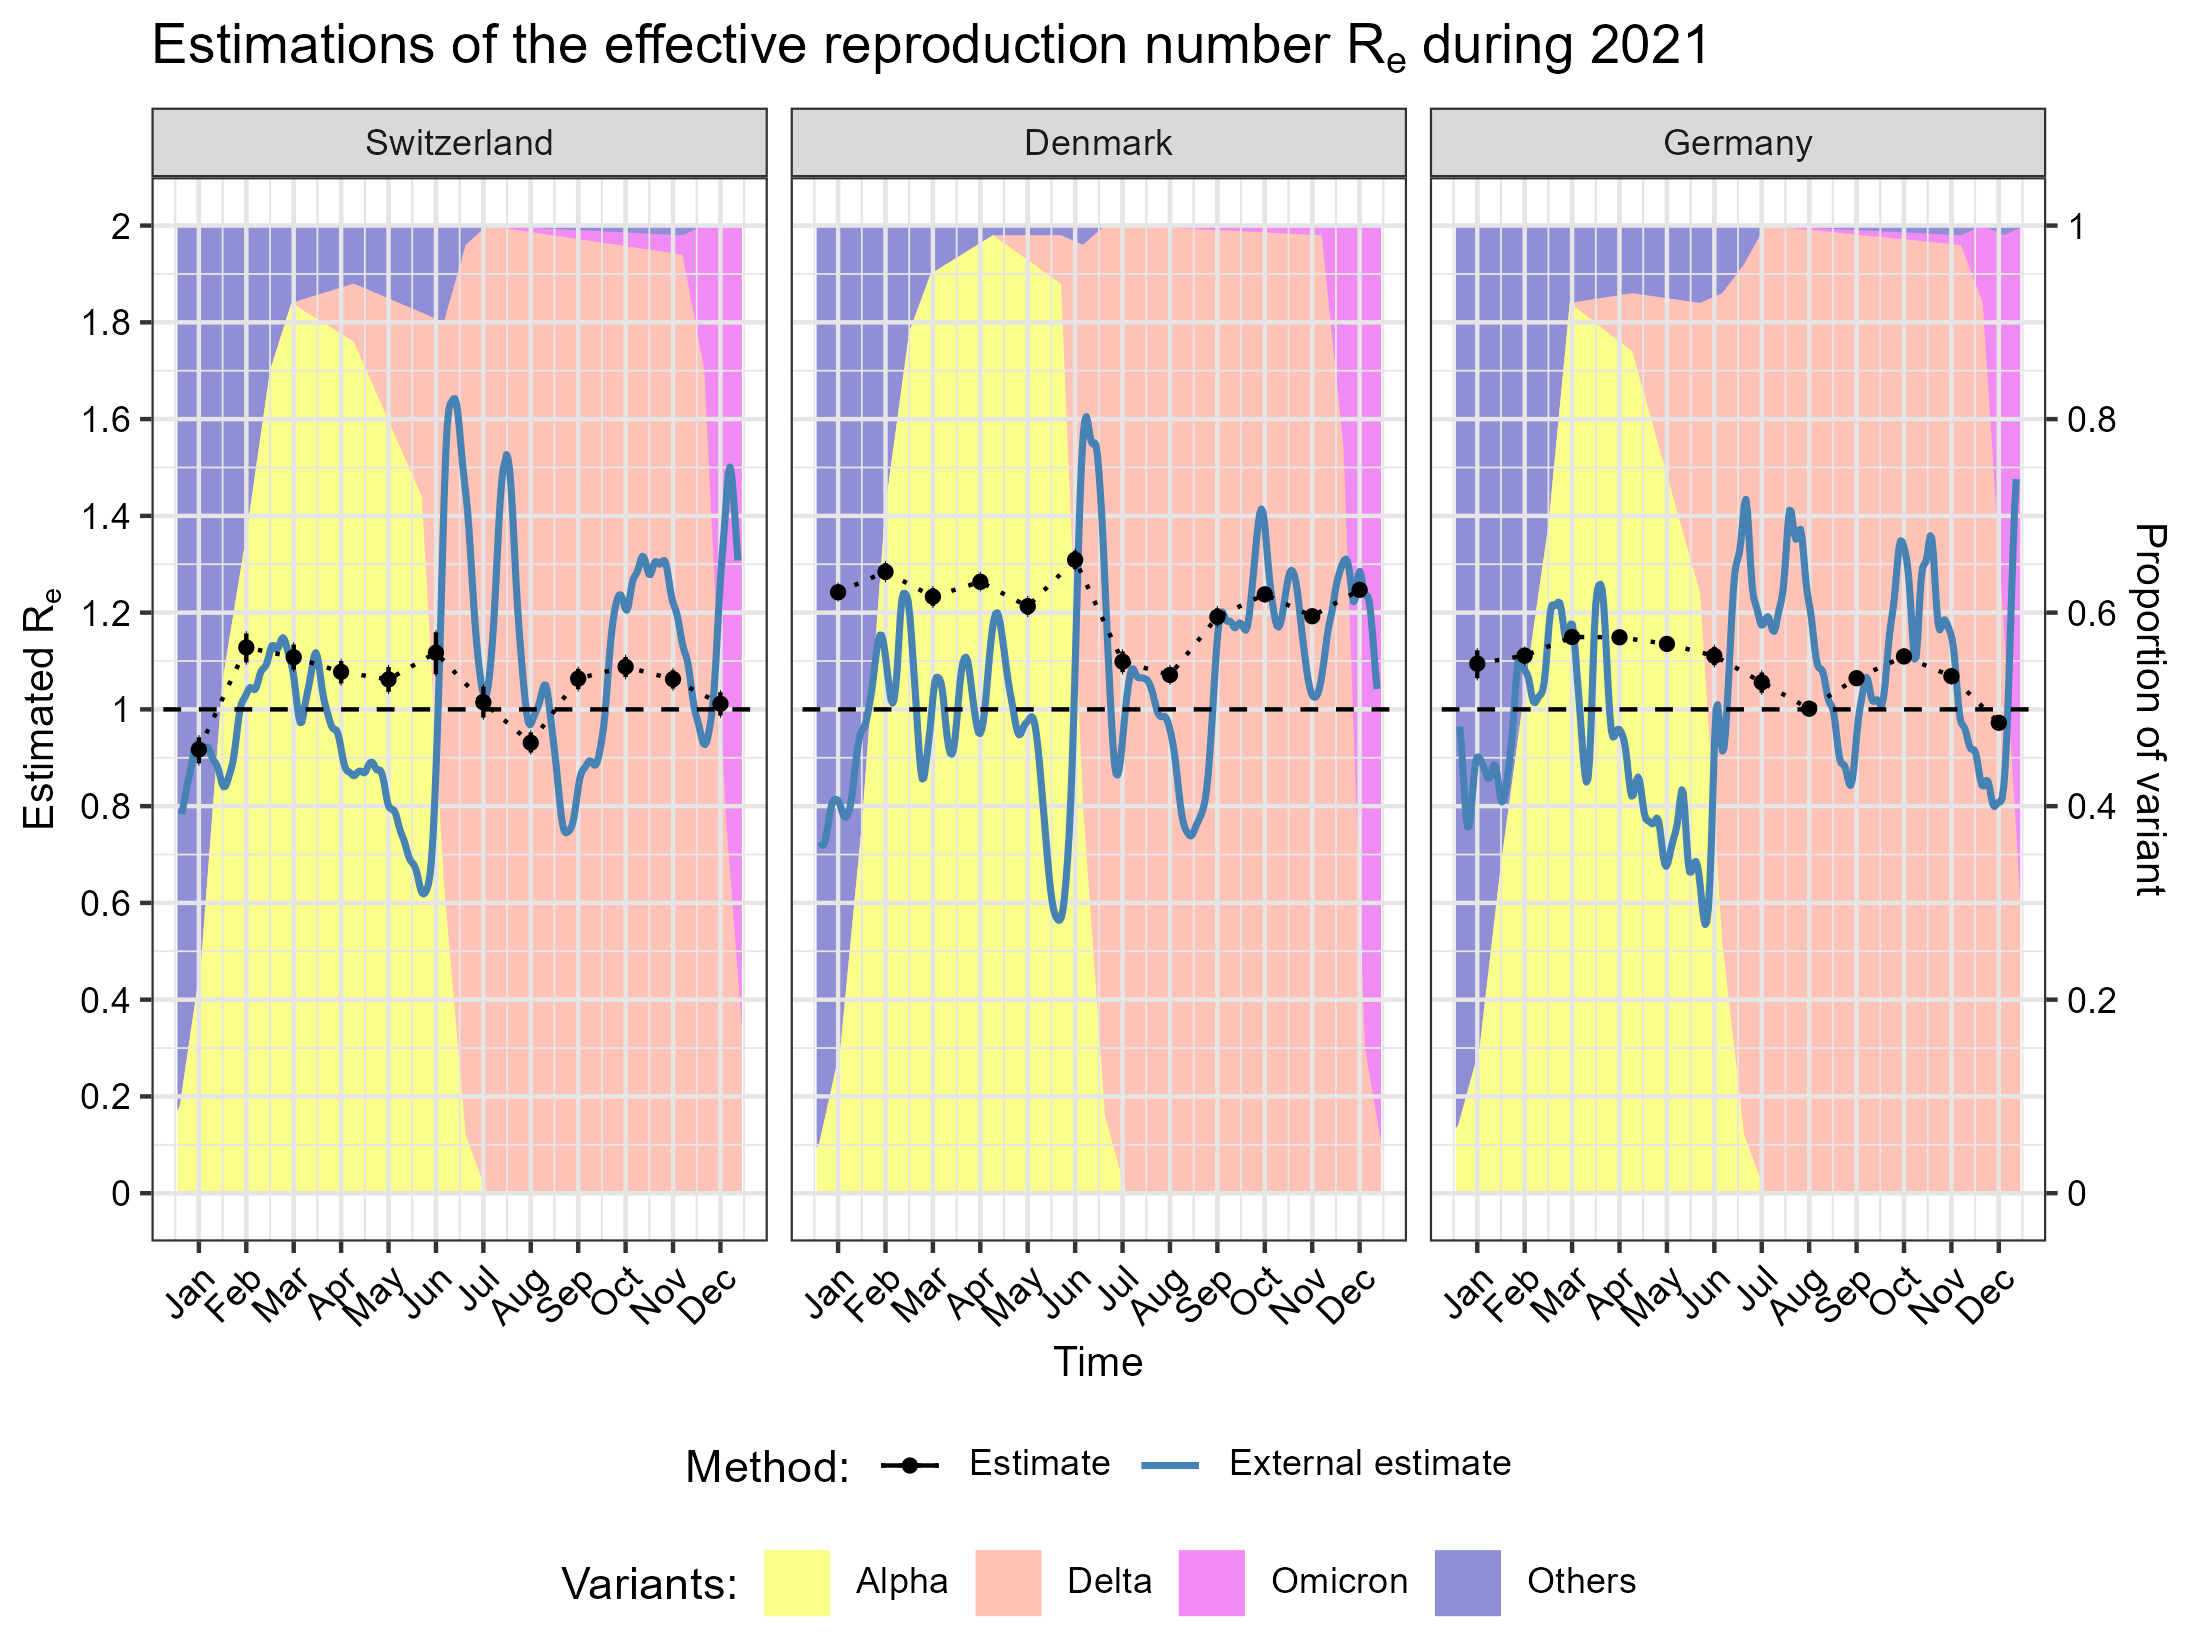 Estimations of the effective reproduction number Re during 2021
Switzerland
Denmark
Germany
Estimated Re
2
1.8
1.6
1.4
1.2
1
0.8
0.6
0.4
0.2
0
1
0.8
0.6
0.4
0.2
0
Proportion of variant
Jan Feb Mar Apr May Jun Jul Aug Sep Oct Nov Dec
Jan Feb Mar Apr May Jun Jul Aug Sep Oct Nov Dec
Jan Feb Mar Apr May Jun Jul Aug Sep Oct Nov Dec
Time
Method: Estimate External estimate
Variants: Alpha Delta Omicron Others